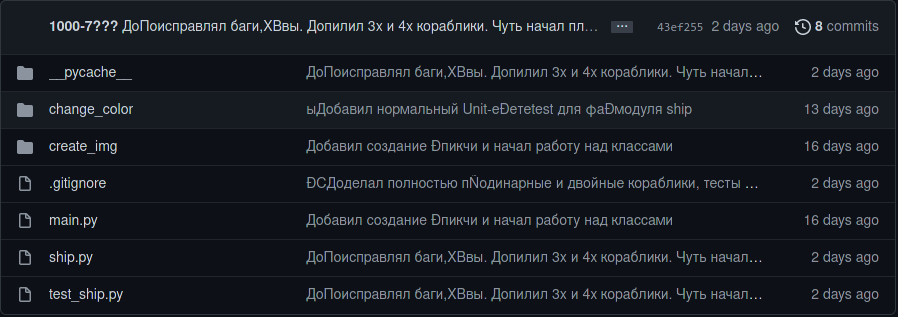 1000-7??? ДоПоисправлял баги,ХВвы. Допилил 3х и 4х кораблики. Чуть начал пл… ... 43ef255 2 days ago 8 commits
__pycache__ ДоПоисправлял баги,ХВвы. Допилил 3х и 4х кораблики. Чуть начал… 2 days ago
change_color ыДобавил нормальный Unit-еÐетеtest для фаÐмодуля ship 13 days ago
create_img Добавил создание Ðпикчи и начал работу над классами 16 days ago
.gitignore ÐСДоделал полностью пÑодинарные и двойные кораблики, тесты … 2 days ago
main.py Добавил создание Ðпикчи и начал работу над классами 16 days ago
ship.py ДоПоисправлял баги,ХВвы. Допилил 3х и 4х кораблики. Чуть начал… 2 days ago
test_ship.py ДоПоисправлял баги,ХВвы. Допилил 3х и 4х кораблики. Чуть начал… 2 days ago